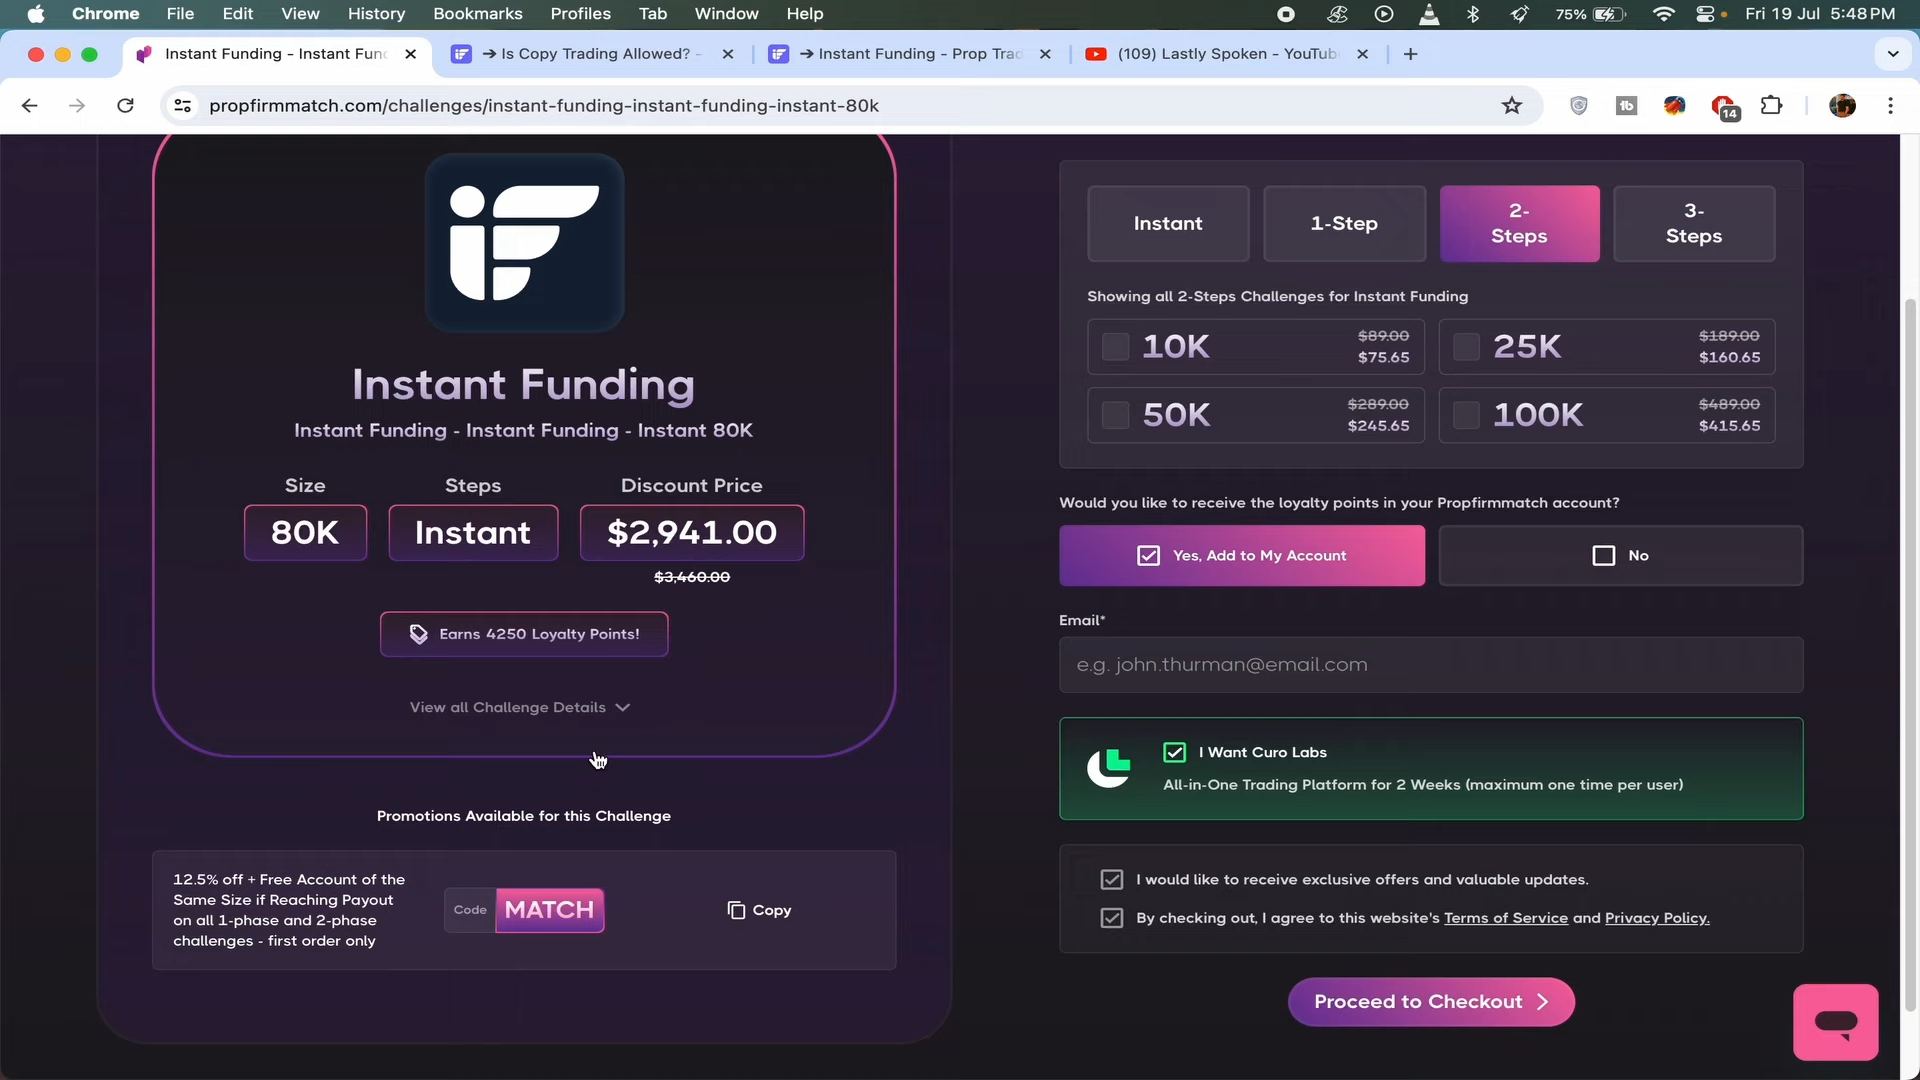 Chrome File Edit View History Bookmarks Profiles Tab Window Help 75% Fri 19 Jul 5:48 PM
Instant Funding - Instant Fund
→ Is Copy Trading Allowed? -
→ Instant Funding - Prop Trad
(109) Lastly Spoken - YouTub
propfirmmatch.com/challenges/instant-funding-instant-funding-instant-80k
14
Instant Funding
Instant Funding - Instant Funding - Instant 80K
Size Steps Discount Price
80K Instant $2,941.00
$3,460.00
Earns 4250 Loyalty Points!
View all Challenge Details
Promotions Available for this Challenge
12.5% off + Free Account of the
Same Size if Reaching Payout
on all 1-phase and 2-phase
challenges - first order only
Code MATCH
Copy
Instant
1-Step
2-
Steps
3-
Steps
Showing all 2-Steps Challenges for Instant Funding
10K $89.00
$75.65
25K $189.00
$160.65
50K $289.00
$245.65
100K $489.00
$415.65
Would you like to receive the loyalty points in your Propfirmmatch account?
Yes, Add to My Account
No
Email*
e.g. john.thurman@email.com
I Want Curo Labs
All-in-One Trading Platform for 2 Weeks (maximum one time per user)
I would like to receive exclusive offers and valuable updates.
By checking out, I agree to this website's Terms of Service and Privacy Policy.
Proceed to Checkout